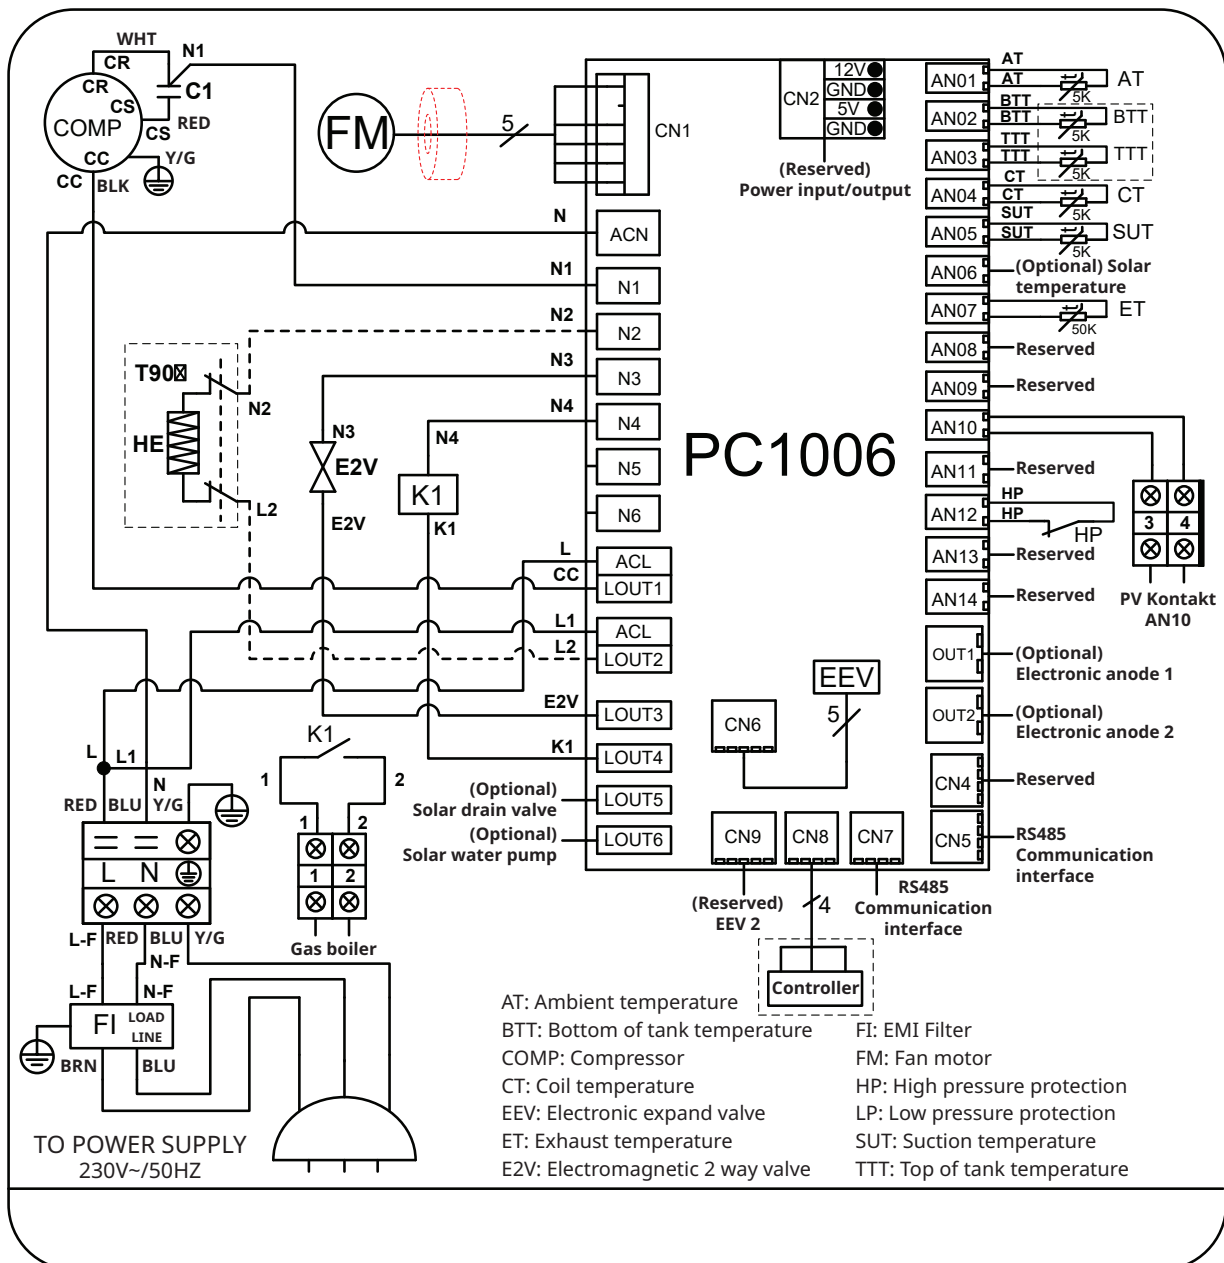 WHT
CR
N1
CR
C1
CS
COMP
CS
RED
CC
Y/G
CC
BLK
FM
5
CN1
CN2
12V
GND
5V
GND
(Reserved)
Power input/output
AN01
AT
AT
5K
AT
AN02
BTT
BTT
5K
BTT
AN03
TTT
TTT
5K
TTT
AN04
CT
CT
5K
CT
AN05
SUT
SUT
5K
SUT
AN06
(Optional) Solar
temperature
AN07
50K
ET
AN08
Reserved
AN09
Reserved
AN10
AN11
Reserved
AN12
HP
HP
HP
AN13
Reserved
AN14
Reserved
3
4
PV Kontakt
AN10
OUT1
(Optional)
Electronic anode 1
OUT2
(Optional)
Electronic anode 2
CN4
Reserved
CN5
RS485
Communication
interface
PC1006
N
ACN
N1
N1
N2
N2
N3
N3
N4
N4
N5
N6
L
ACL
CC
LOUT1
L1
ACL
L2
LOUT2
E2V
LOUT3
K1
LOUT4
(Optional)
Solar drain valve
LOUT5
(Optional)
Solar water pump
LOUT6
T90
HE
N2
L2
N3
E2V
E2V
N4
K1
K1
EEV
5
CN6
CN9
CN8
CN7
(Reserved)
EEV 2
4
RS485
Communication
interface
Controller
K1
1
2
1
2
1
2
Gas boiler
L
L1
N
RED
BLU
Y/G
L
N
L-F
RED
BLU
Y/G
N-F
L-F
N-F
FI
LOAD
LINE
BRN
BLU
TO POWER SUPPLY
230V~/50HZ
AT: Ambient temperature
BTT: Bottom of tank temperature
COMP: Compressor
CT: Coil temperature
EEV: Electronic expand valve
ET: Exhaust temperature
E2V: Electromagnetic 2 way valve
FI: EMI Filter
FM: Fan motor
HP: High pressure protection
LP: Low pressure protection
SUT: Suction temperature
TTT: Top of tank temperature